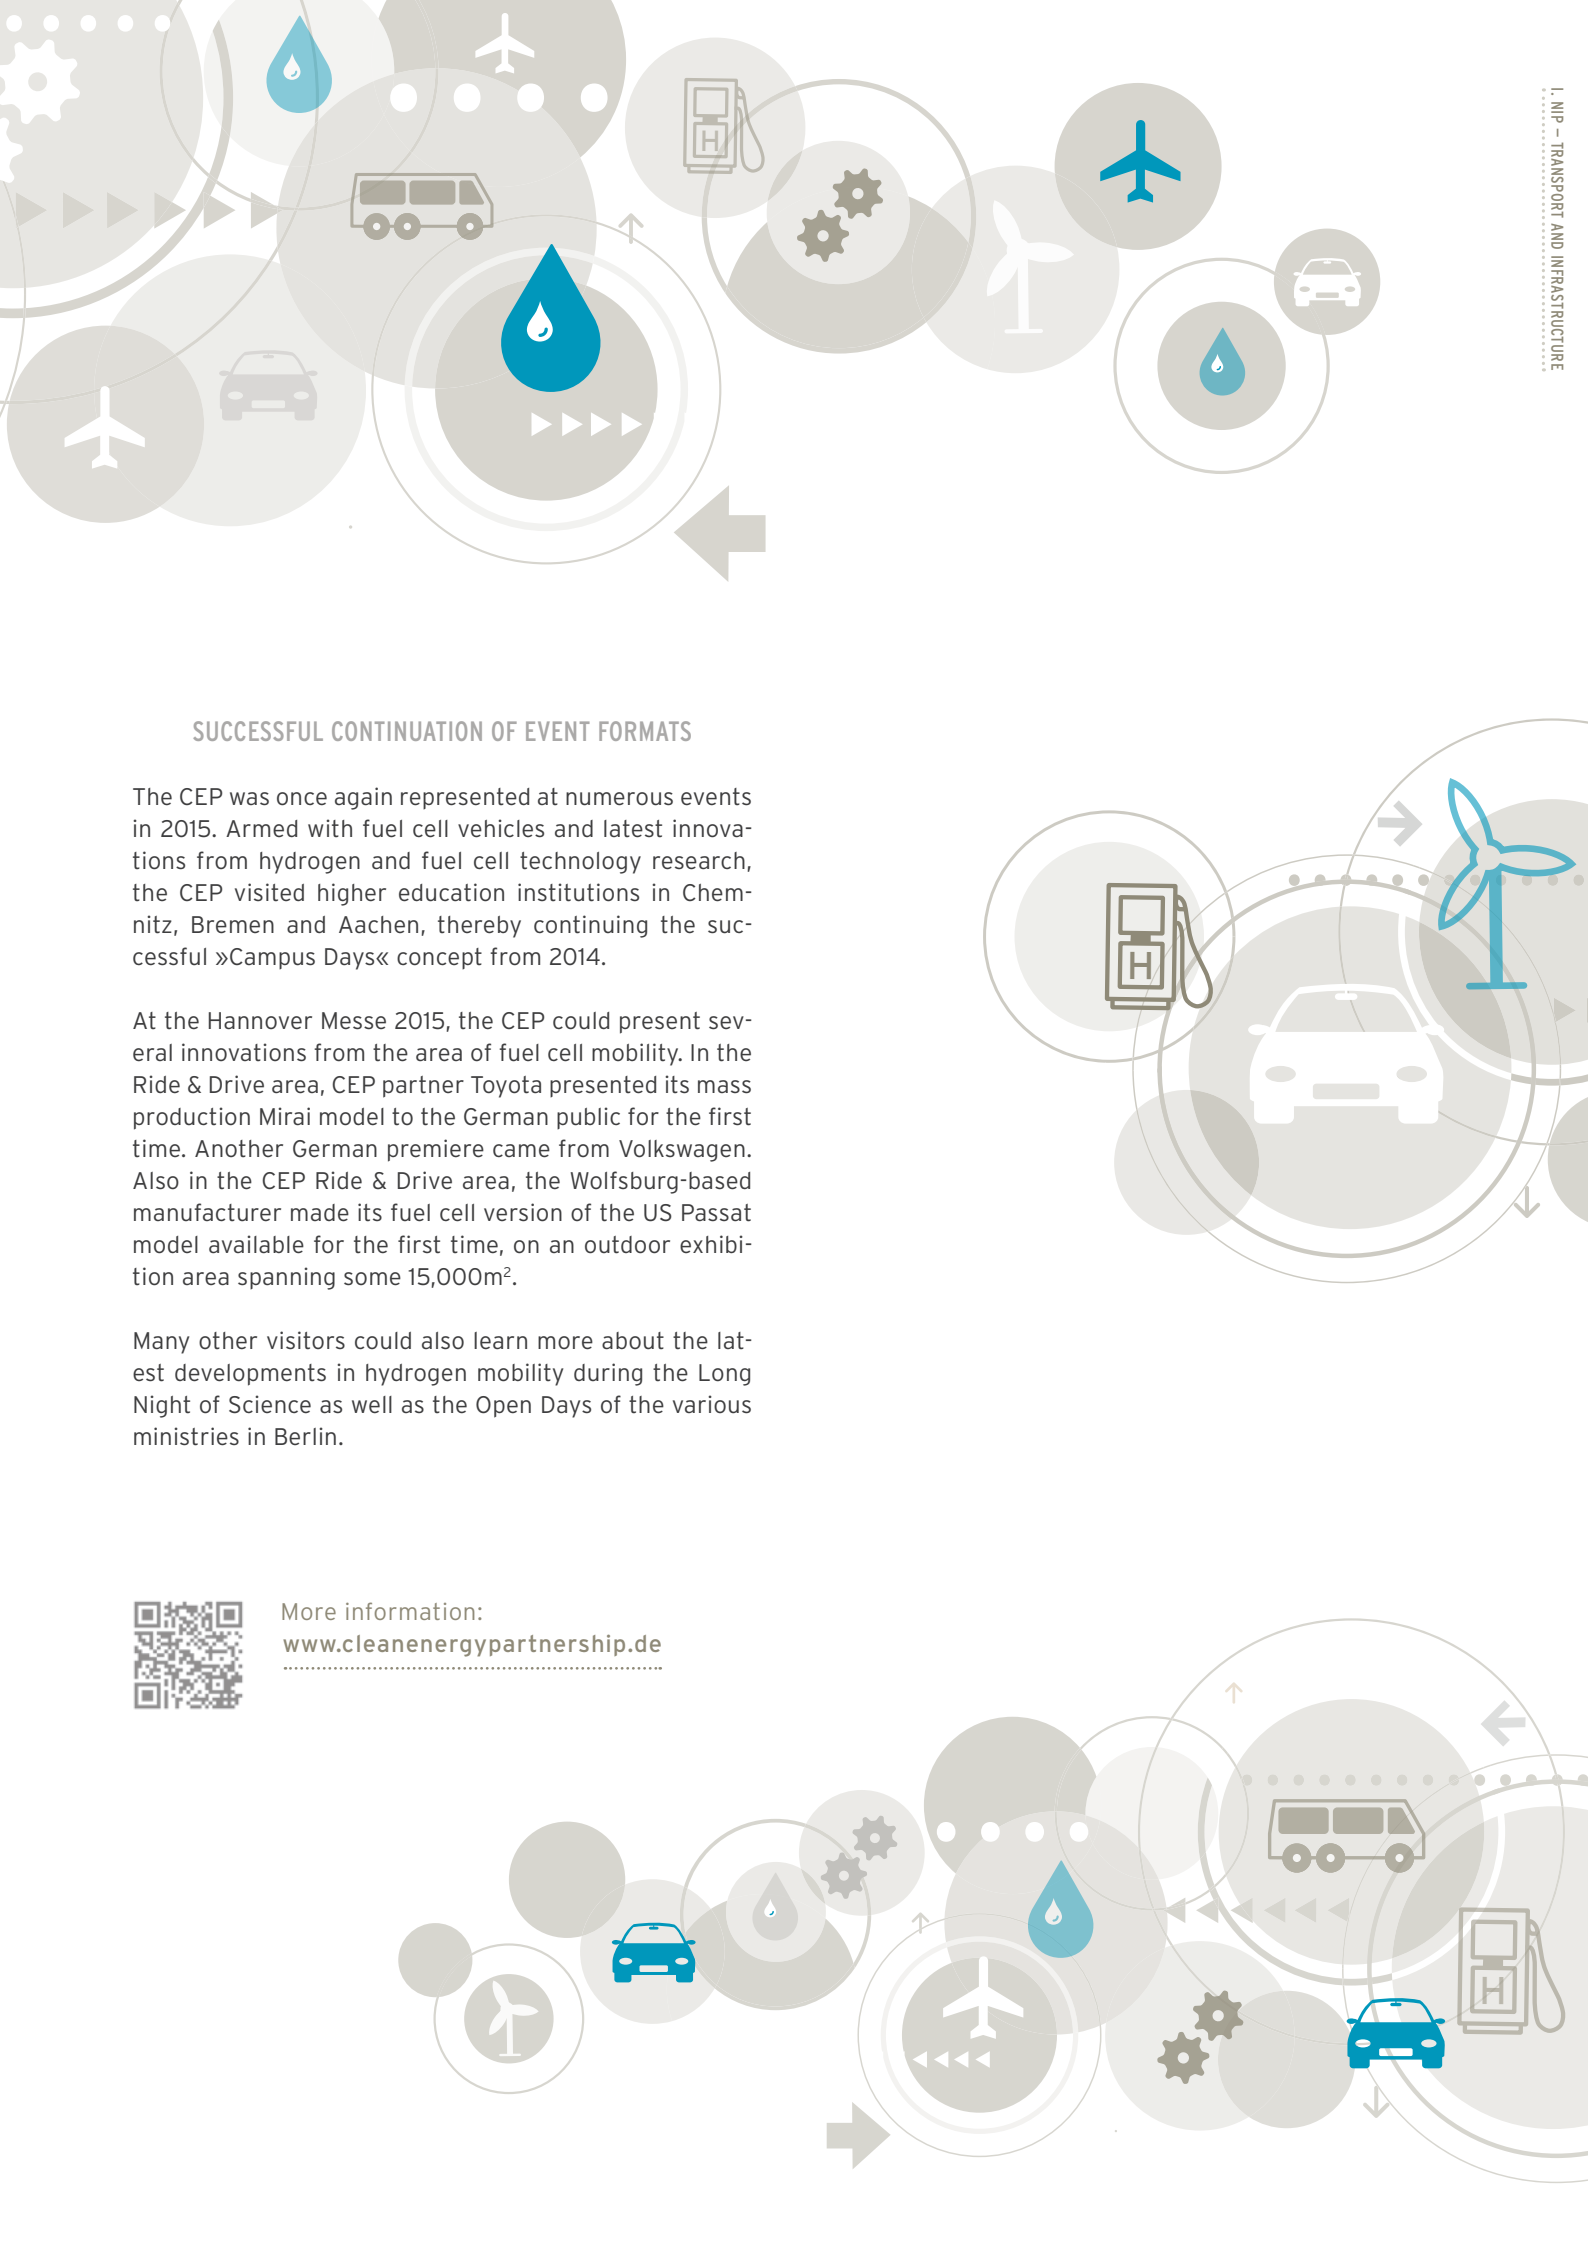 I. NIP – TRANSPORT AND INFRASTRUCTURE
H
SUCCESSFUL CONTINUATION OF EVENT FORMATS
The CEP was once again represented at numerous events
in 2015. Armed with fuel cell vehicles and latest innova-
tions from hydrogen and fuel cell technology research,
the CEP visited higher education institutions in Chem-
nitz, Bremen and Aachen, thereby continuing the suc-
cessful »Campus Days« concept from 2014.
At the Hannover Messe 2015, the CEP could present sev-
eral innovations from the area of fuel cell mobility. In the
Ride & Drive area, CEP partner Toyota presented its mass
production Mirai model to the German public for the first
time. Another German premiere came from Volkswagen.
Also in the CEP Ride & Drive area, the Wolfsburg-based
manufacturer made its fuel cell version of the US Passat
model available for the first time, on an outdoor exhibi-
tion area spanning some 15,000m².
Many other visitors could also learn more about the lat-
est developments in hydrogen mobility during the Long
Night of Science as well as the Open Days of the various
ministries in Berlin.
H
More information:
www.cleanenergypartnership.de
H